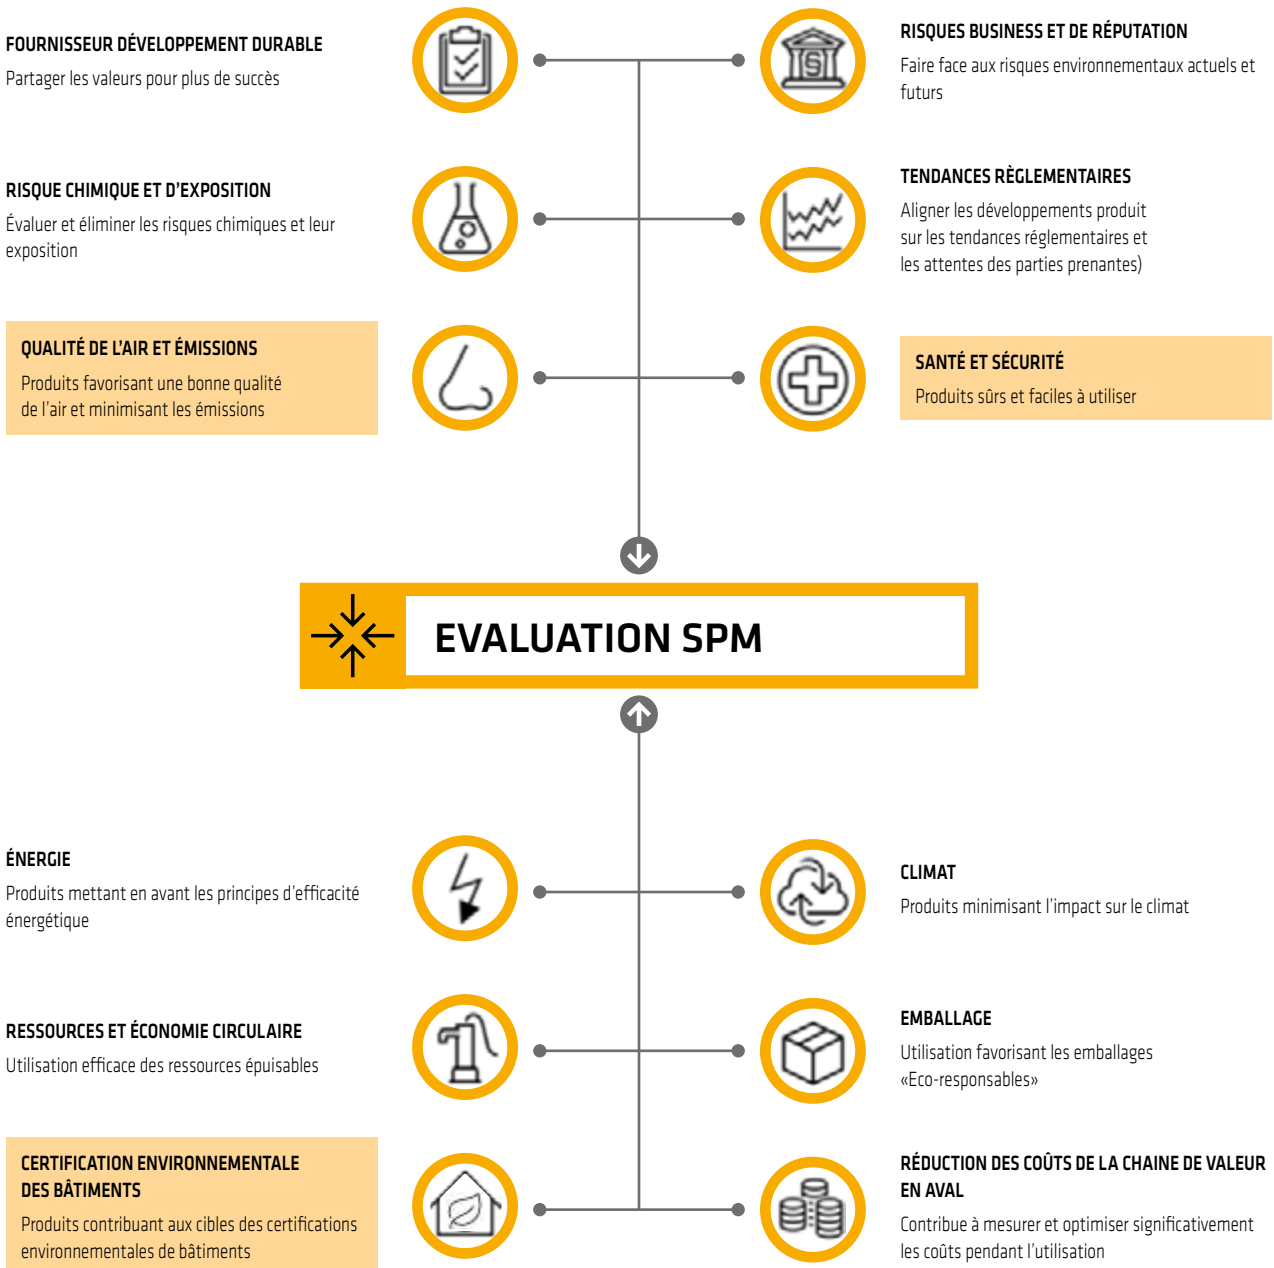 FOURNISSEUR DÉVELOPPEMENT DURABLE
Partager les valeurs pour plus de succès
RISQUES BUSINESS ET DE RÉPUTATION
Faire face aux risques environnementaux actuels et
futurs
RISQUE CHIMIQUE ET D'EXPOSITION
Évaluer et éliminer les risques chimiques et leur
exposition
TENDANCES RÈGLEMENTAIRES
Aligner les développements produit
sur les tendances réglementaires et
les attentes des parties prenantes)
QUALITÉ DE L'AIR ET ÉMISSIONS
Produits favorisant une bonne qualité
de l'air et minimisant les émissions
SANTÉ ET SÉCURITÉ
Produits sûrs et faciles à utiliser
EVALUATION SPM
ÉNERGIE
Produits mettant en avant les principes d'efficacité
énergétique
CLIMAT
Produits minimisant l'impact sur le climat
RESSOURCES ET ÉCONOMIE CIRCULAIRE
Utilisation efficace des ressources épuisables
EMBALLAGE
Utilisation favorisant les emballages
«Eco-responsables»
CERTIFICATION ENVIRONNEMENTALE
DES BÂTIMENTS
Produits contribuant aux cibles des certifications
environnementales de bâtiments
RÉDUCTION DES COÛTS DE LA CHAINE DE VALEUR
EN AVAL
Contribue à mesurer et optimiser significativement
les coûts pendant l'utilisation